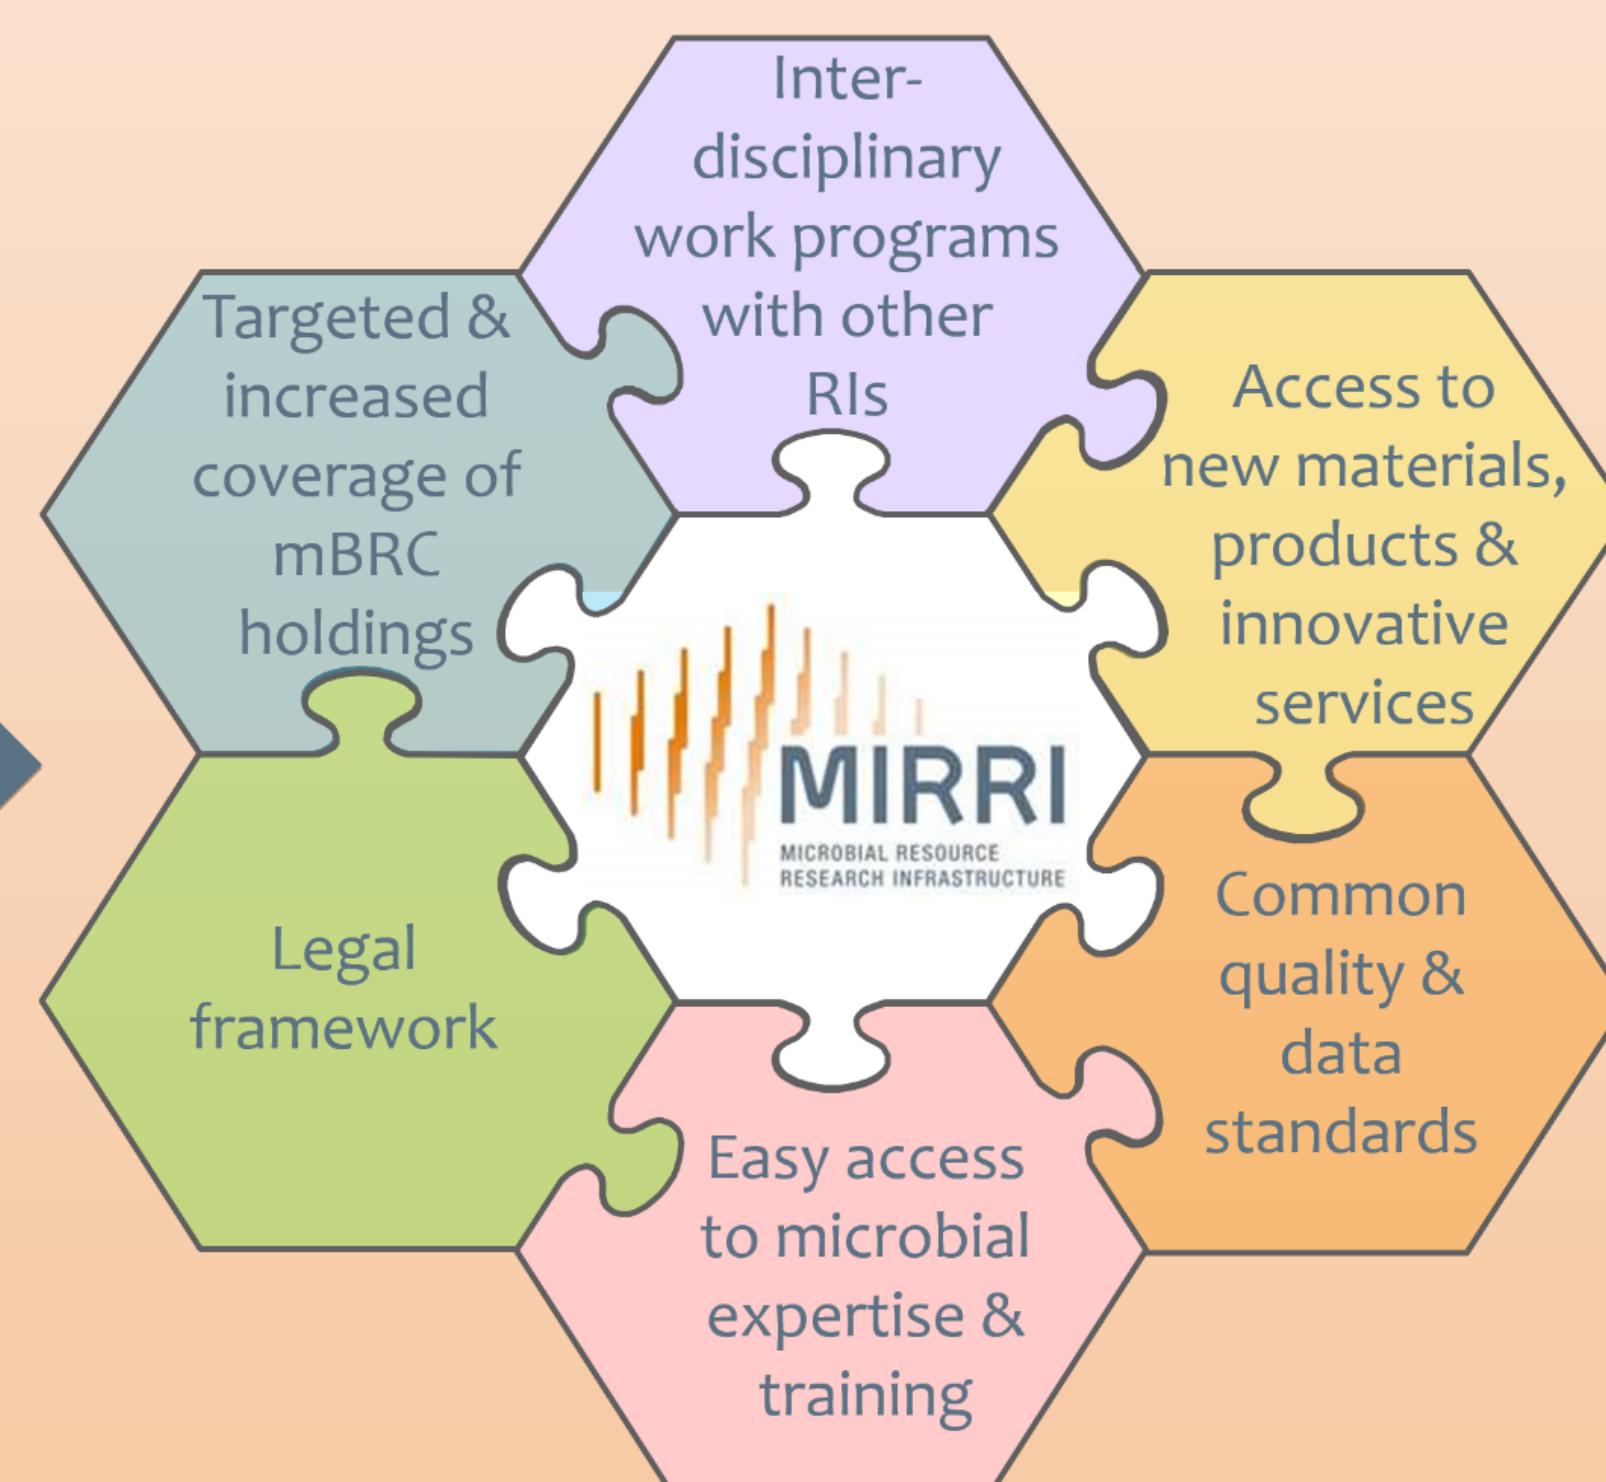 Inter-
disciplinary
work programs
with other
RIs
Targeted &
increased
coverage of
mBRC
holdings
Access to
new materials,
products &
innovative
services
MIRRI
MICROBIAL RESOURCE
RESEARCH INFRASTRUCTURE
Legal
framework
Common
quality &
data
standards
Easy access
to microbial
expertise &
training